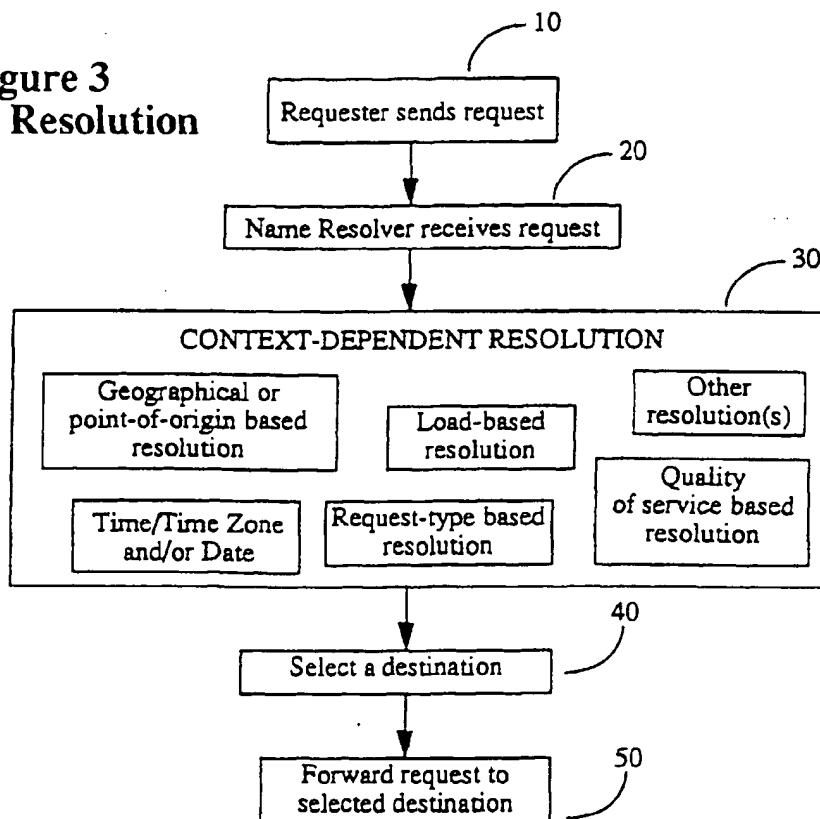 10
gure 3
Resolution
Requester sends request
20
Name Resolver receives request
30
CONTEXT-DEPENDENT RESOLUTION
Geographical or
point-of-origin based
resolution
Load-based
resolution
Other
resolution(s)
Time/Time Zone
and/or Date
Request-type based
resolution
Quality
of service based
resolution
40
Select a destination
50
Forward request to
selected destination